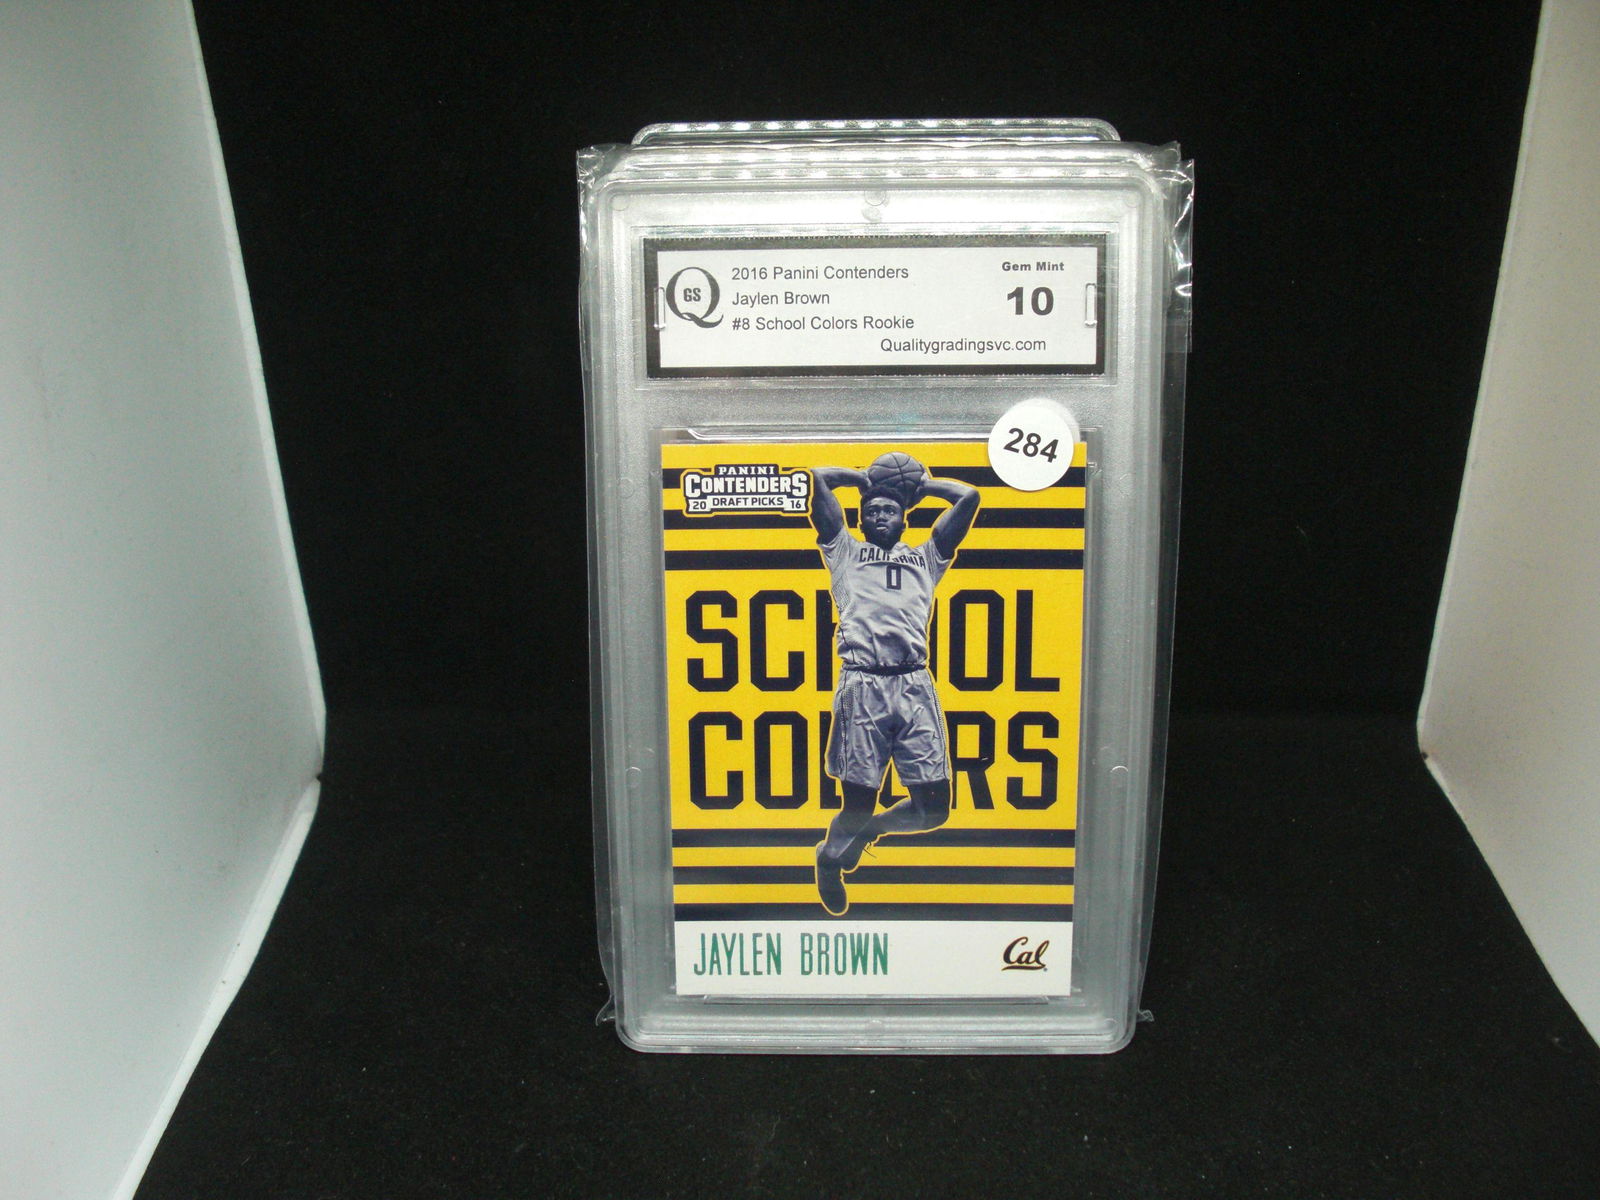 Q GS
2016 Panini Contenders
Jaylen Brown
#8 School Colors Rookie
Qualitygradingsvc.com
Gem Mint
10
284
PANINI
CONTENDERS
20 DRAFT PICKS 16
CALIFORNIA
0
SCHOOL
COLORS
JAYLEN BROWN
Cal